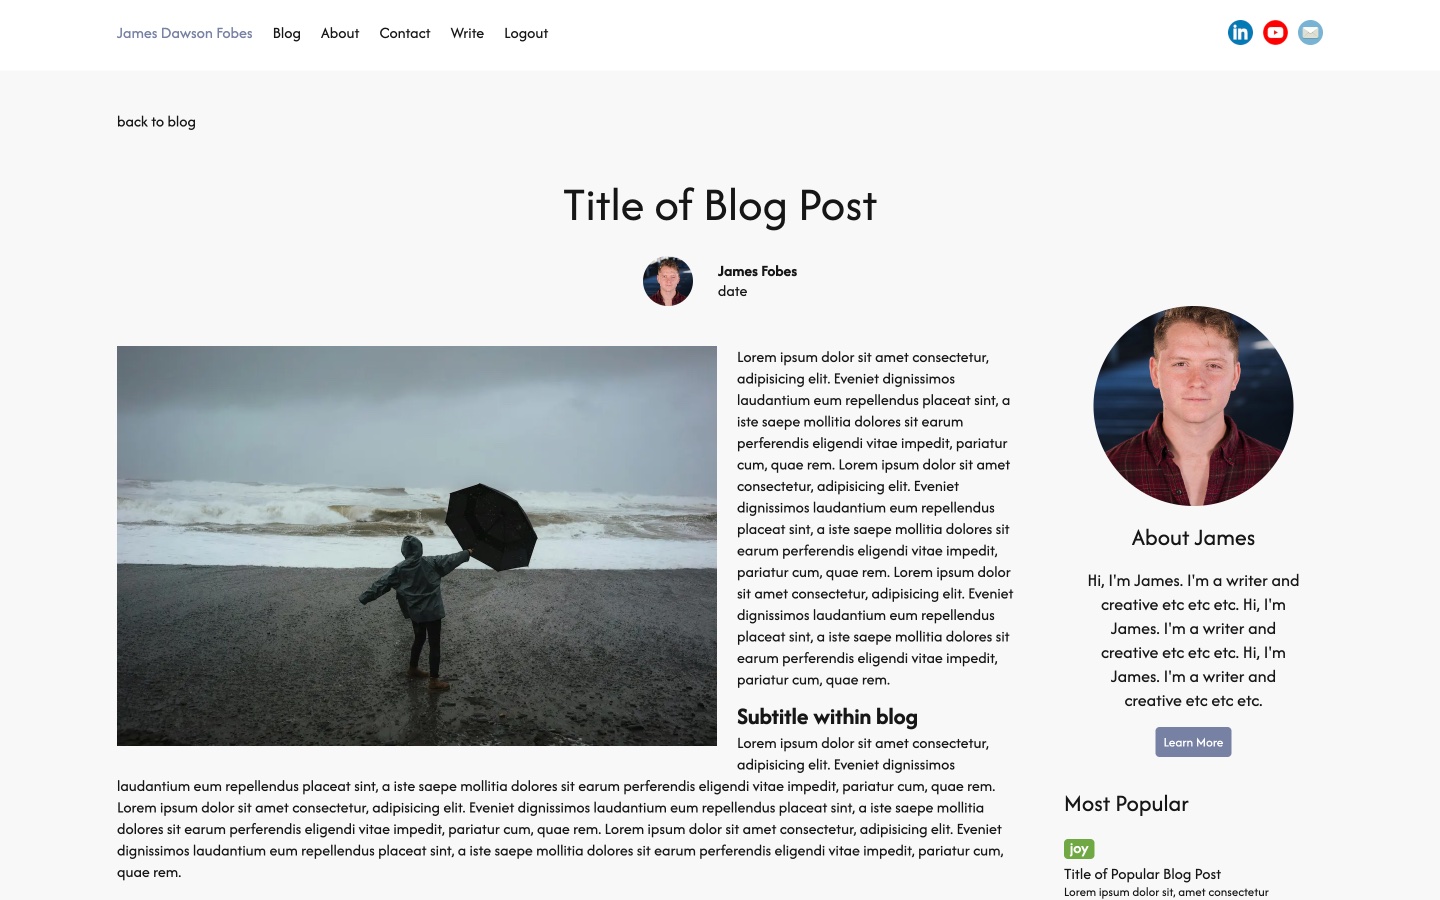 James Dawson Fobes Blog About Contact Write Logout
in
back to blog
Title of Blog Post
James Fobes
date
Lorem ipsum dolor sit amet consectetur,
adipisicing elit. Eveniet dignissimos
laudantium eum repellendus placeat sint, a
iste saepe mollitia dolores sit earum
perferendis eligendi vitae impedit, pariatur
cum, quae rem. Lorem ipsum dolor sit amet
consectetur, adipisicing elit. Eveniet
dignissimos laudantium eum repellendus
placeat sint, a iste saepe mollitia dolores sit
earum perferendis eligendi vitae impedit,
pariatur cum, quae rem. Lorem ipsum dolor
sit amet consectetur, adipisicing elit. Eveniet
dignissimos laudantium eum repellendus
placeat sint, a iste saepe mollitia dolores sit
earum perferendis eligendi vitae impedit,
pariatur cum, quae rem.
Subtitle within blog
Lorem ipsum dolor sit amet consectetur,
adipisicing elit. Eveniet dignissimos
laudantium eum repellendus placeat sint, a iste saepe mollitia dolores sit earum perferendis eligendi vitae impedit, pariatur cum, quae rem.
Lorem ipsum dolor sit amet consectetur, adipisicing elit. Eveniet dignissimos laudantium eum repellendus placeat sint, a iste saepe mollitia
dolores sit earum perferendis eligendi vitae impedit, pariatur cum, quae rem. Lorem ipsum dolor sit amet consectetur, adipisicing elit. Eveniet
dignissimos laudantium eum repellendus placeat sint, a iste saepe mollitia dolores sit earum perferendis eligendi vitae impedit, pariatur cum,
quae rem.
About James
Hi, I'm James. I'm a writer and
creative etc etc etc. Hi, I'm
James. I'm a writer and
creative etc etc etc. Hi, I'm
James. I'm a writer and
creative etc etc etc.
Learn More
Most Popular
joy
Title of Popular Blog Post
Lorem ipsum dolor sit, amet consectetur